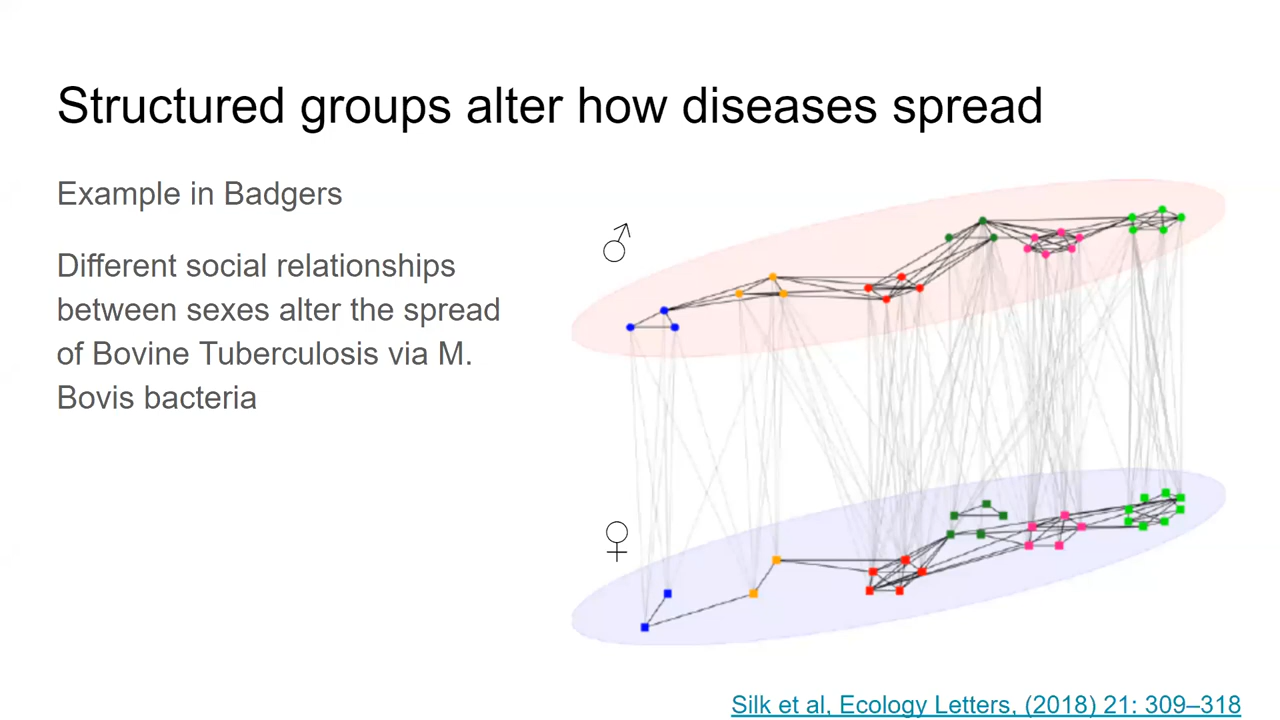 Structured groups alter how diseases spread
Example in Badgers
Different social relationships
between sexes alter the spread
of Bovine Tuberculosis via M.
Bovis bacteria
♂
♀
Silk et al, Ecology Letters, (2018) 21: 309–318